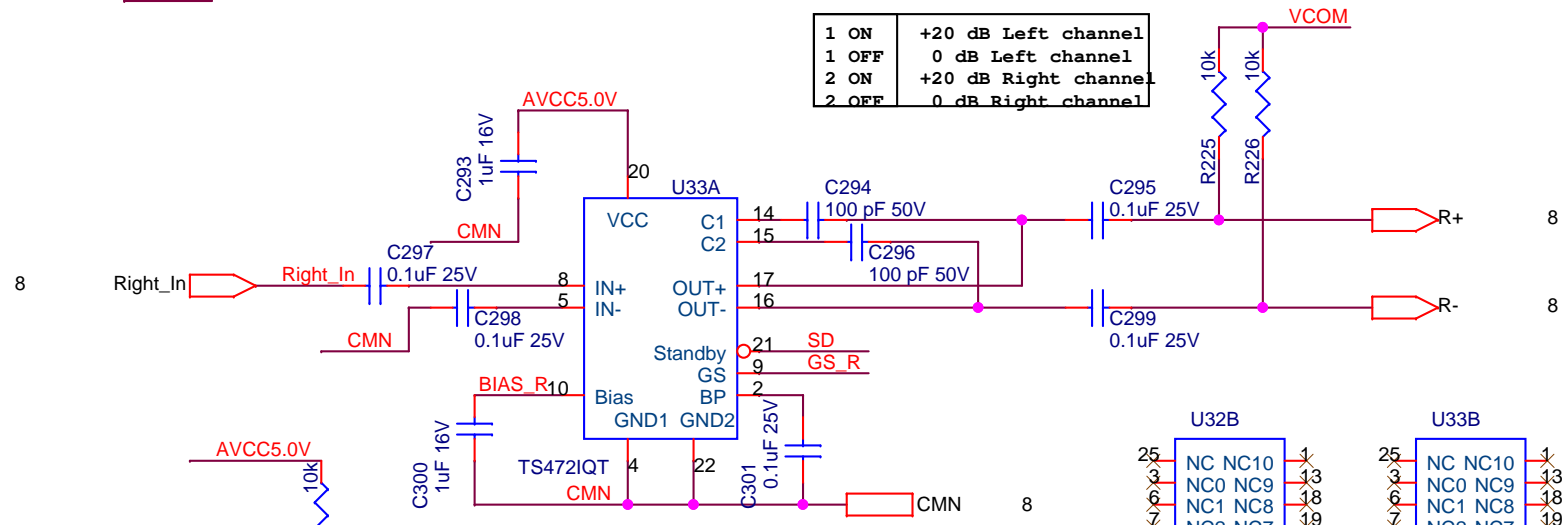 VCOM
1 ON +20 dB Left channel
1 OFF 0 dB Left channel
2 ON +20 dB Right channel
2 OFF 0 dB Right channel
10k
10k
R225
R226
AVCC5.0V
C293
1uF 16V
20
U33A
VCC
CMN
C1
C2
14
15
C294
100 pF 50V
C296
100 pF 50V
C295
0.1uF 25V
R+
8
8
Right_In
Right_In
C297
0.1uF 25V
8
IN+
5
IN-
OUT+
17
OUT-
16
C298
0.1uF 25V
CMN
C299
0.1uF 25V
R-
8
Standby
21
SD
GS
9
GS_R
BIAS_R
10
Bias
BP
2
GND1
GND2
C300
1uF 16V
TS472IQT
4
22
C301
0.1uF 25V
CMN
CMN
8
AVCC5.0V
10k
U32B
25
NC
NC10
1
3
NC0
NC9
13
6
NC1
NC8
18
7
19
U33B
25
NC
NC10
1
3
NC0
NC9
13
6
NC1
NC8
18
7
19